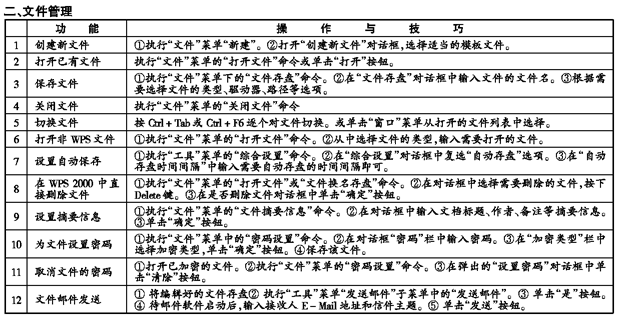 二、文件管理
功 能 操 作 与 技 巧
1 创建新文件 ①执行“文件”菜单“新建”。②打开“创建新文件”对话框,选择适当的模板文件。
2 打开已有文件 执行“文件”菜单的“打开文件”命令或单击“打开”按钮。
3 保存文件 ①执行“文件”菜单下的“文件存盘”命令。②在“文件存盘”对话框中输入文件的文件名。③根据需
要选择文件的类型、驱动器、路径等选项。
4 关闭文件 执行“文件”菜单的“关闭文件”命令
5 切换文件 按 Ctrl + Tab 或 Ctrl + F6 逐个对文件切换。或单击“窗口”菜单从打开的文件列表中选择。
6 打开非 WPS 文件 ①执行“文件”菜单的“打开文件”命令。②从中选择文件的类型,输入需要打开的文件。
7 设置自动保存 ①执行“工具”菜单的“综合设置”命令。②在“综合设置”对话框中复选“自动存盘”选项。③在“自动
存盘时间间隔”中输入需要自动存盘的时间间隔即可。
8 在 WPS 2000 中直
接删除文件 ①执行“文件”菜单的“打开文件”或“文件换名存盘”命令。②在对话框中选择需要删除的文件,按下
Delete 键。③在是否删除文件对话框中单击“确定”按钮。
9 设置摘要信息 ①执行“文件”菜单的“文件摘要信息”命令。②在对话框中输入文档标题、作者、备注等摘要信息。
③单击“确定”按钮。
10 为文件设置密码 ①执行“文件”菜单中的“密码设置”命令。②在对话框“密码”栏中输入密码。③在“加密类型”栏中
选择加密类型,单击“确定”按钮。④保存该文件。
11 取消文件的密码 ①打开已加密的文件。②执行“文件”菜单的“密码设置”命令。③在弹出的“设置密码”对话框中单
击“清除”按钮。
12 文件邮件发送 ① 将编辑好的文件存盘② 执行“工具”菜单“发送邮件”子菜单中的“发送邮件”。③ 单击“是”按钮。
④ 待邮件软件启动后,输入接收人 E－Mail 地址和信件主题。⑤ 单击“发送”按钮。